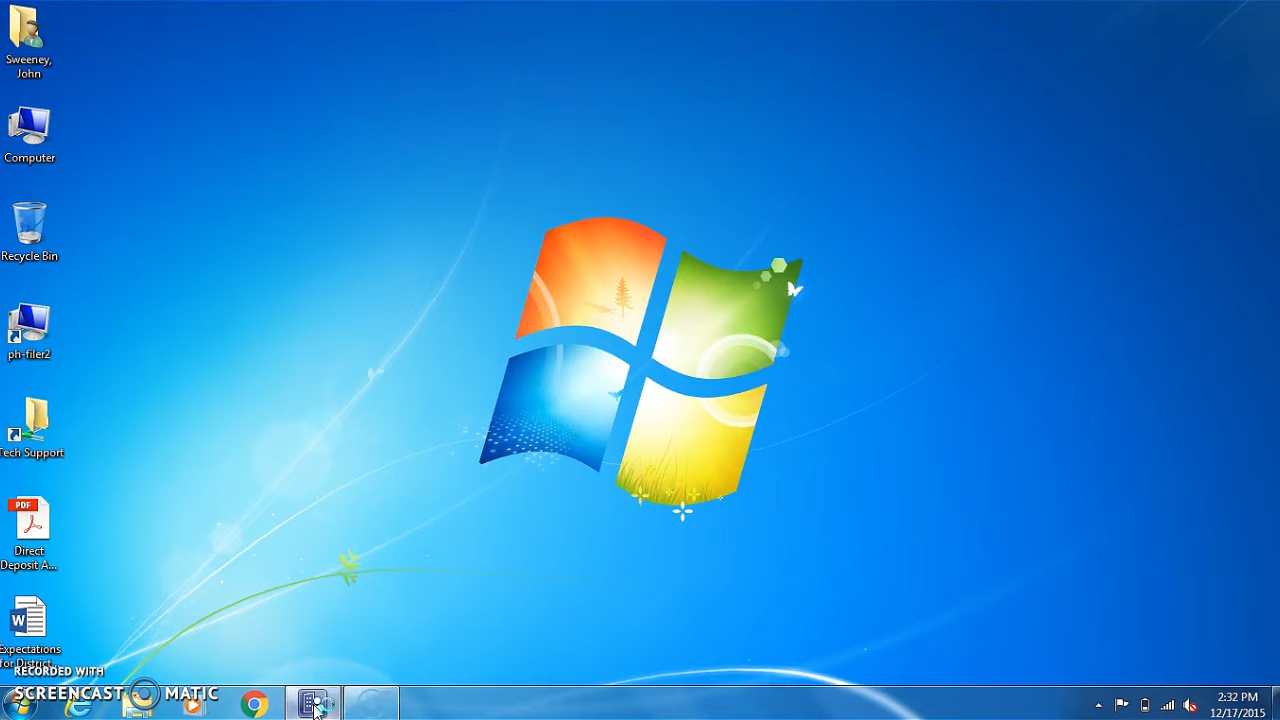 Sweeney,
John
Computer
Recycle Bin
ph-filer2
Tech Support
PDF
Direct
Deposit A...
W
Expectations
for District...
RECORDED WITH
SCREENCAST MATIC
2:32 PM
12/17/2015